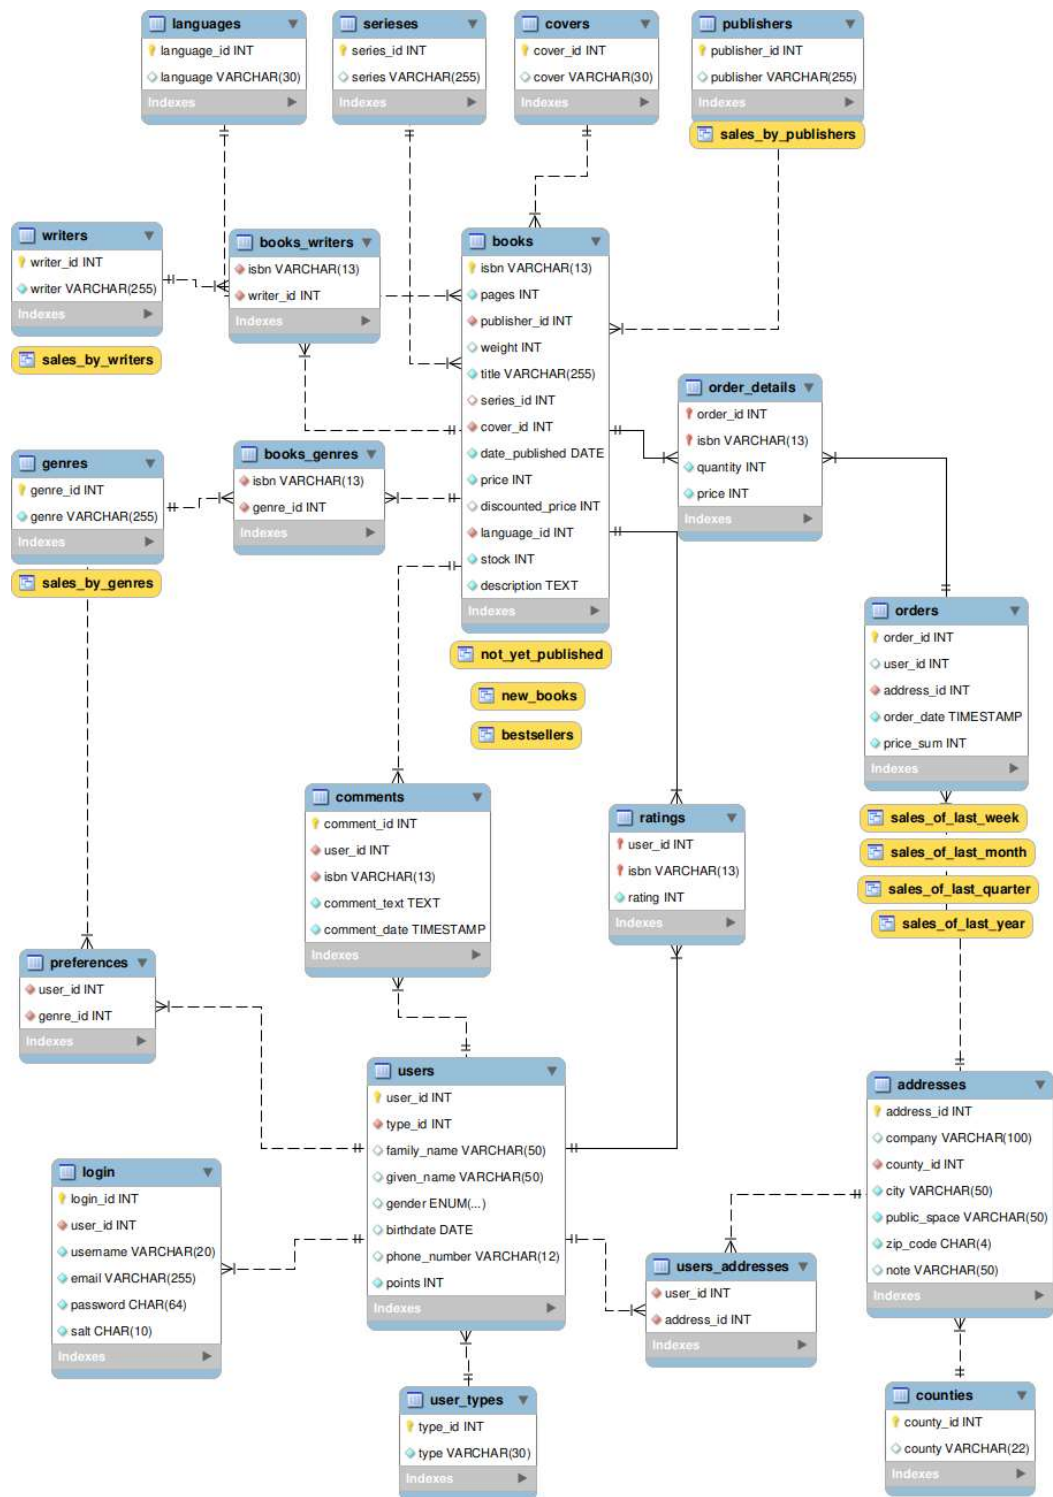 languages
language_id INT
language VARCHAR(30)
Indexes
serieses
series_id INT
series VARCHAR(255)
Indexes
covers
cover_id INT
cover VARCHAR(30)
Indexes
publishers
publisher_id INT
publisher VARCHAR(255)
Indexes
sales_by_publishers
writers
writer_id INT
writer VARCHAR(255)
Indexes
sales_by_writers
books_writers
isbn VARCHAR(13)
writer_id INT
Indexes
books
isbn VARCHAR(13)
pages INT
publisher_id INT
weight INT
title VARCHAR(255)
series_id INT
cover_id INT
date_published DATE
price INT
discounted_price INT
language_id INT
stock INT
description TEXT
Indexes
not_yet_published
new_books
bestsellers
order_details
order_id INT
isbn VARCHAR(13)
quantity INT
price INT
Indexes
genres
genre_id INT
genre VARCHAR(255)
Indexes
sales_by_genres
books_genres
isbn VARCHAR(13)
genre_id INT
Indexes
orders
order_id INT
user_id INT
address_id INT
order_date TIMESTAMP
price_sum INT
Indexes
sales_of_last_week
sales_of_last_month
sales_of_last_quarter
sales_of_last_year
comments
comment_id INT
user_id INT
isbn VARCHAR(13)
comment_text TEXT
comment_date TIMESTAMP
Indexes
ratings
user_id INT
isbn VARCHAR(13)
rating INT
Indexes
preferences
user_id INT
genre_id INT
Indexes
users
user_id INT
type_id INT
family_name VARCHAR(50)
given_name VARCHAR(50)
gender ENUM(...)
birthdate DATE
phone_number VARCHAR(12)
points INT
Indexes
addresses
address_id INT
company VARCHAR(100)
county_id INT
city VARCHAR(50)
public_space VARCHAR(50)
zip_code CHAR(4)
note VARCHAR(50)
Indexes
login
login_id INT
user_id INT
username VARCHAR(20)
email VARCHAR(255)
password CHAR(64)
salt CHAR(10)
Indexes
users_addresses
user_id INT
address_id INT
Indexes
user_types
type_id INT
type VARCHAR(30)
Indexes
counties
county_id INT
county VARCHAR(22)
Indexes